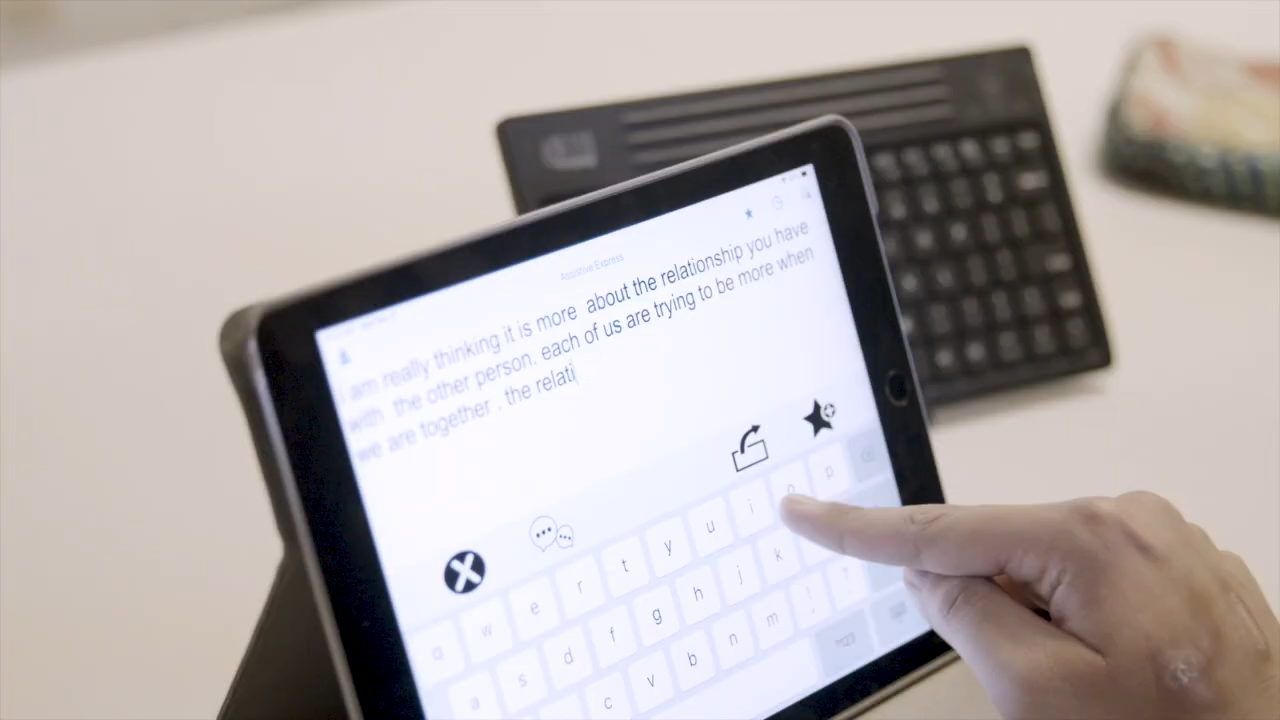 Assistive Express
am really thinking it is more about the relationship you have
with the other person. each of us are trying to be more when
we are together . the relati
q w e r t y u i o p
a s d f g h j k
c v b n m ! ?
.?123